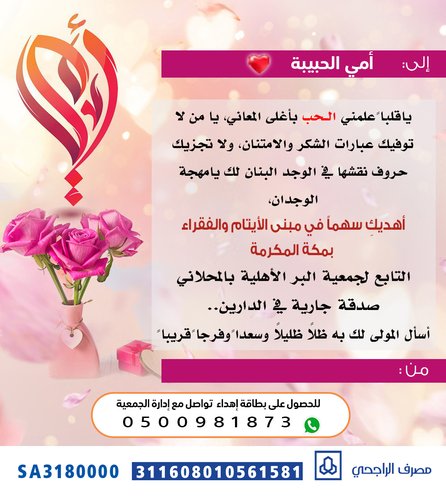 أمي
إلى: أمي الحبيبة
ياقلباً علمني الحب بأغلى المعاني، يا من لا
توفيك عبارات الشكر والامتنان، ولا تجزيك
حروف نقشها في الوجد البنان لك يامهجة
الوجدان،
أهديكِ سهماً في مبنى الأيتام والفقراء
بمكة المكرمة
التابع لجمعية البر الأهلية بالمحلاني
صدقة جارية في الدارين..
أسأل المولى لك به ظلًا ظليلًا وسعداً وفرجاً قريباً
من:
للحصول على بطاقة إهداء تواصل مع إدارة الجمعية
0500981873
مصرف الراجحي
SA3180000 311608010561581